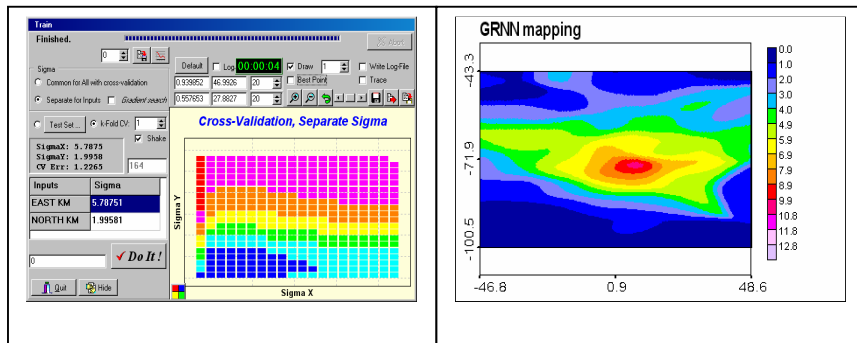 Train
Finished.
Abort
0
Default
Log
00:00:04
Draw
1
Write Log-File
Best Point
Trace
Sigma
Common for All with cross-validation
Separate for Inputs
Gradient search
0.939852
46.9926
20
0.557653
27.8827
20
Test Set ...
k-Fold CV:
1
Shake
SigmaX: 5.7875
SigmaY: 1.9958
CV Err: 1.2265
164
Inputs
Sigma
EAST KM
5.78751
NORTH KM
1.99581
0
Do It !
Quit
Hide
Cross-Validation, Separate Sigma
Sigma Y
Sigma X
GRNN mapping
-43.3
-71.9
-100.5
-46.8
0.9
48.6
0.0
1.0
2.0
3.0
4.0
4.9
5.9
6.9
7.9
8.9
9.9
10.8
11.8
12.8